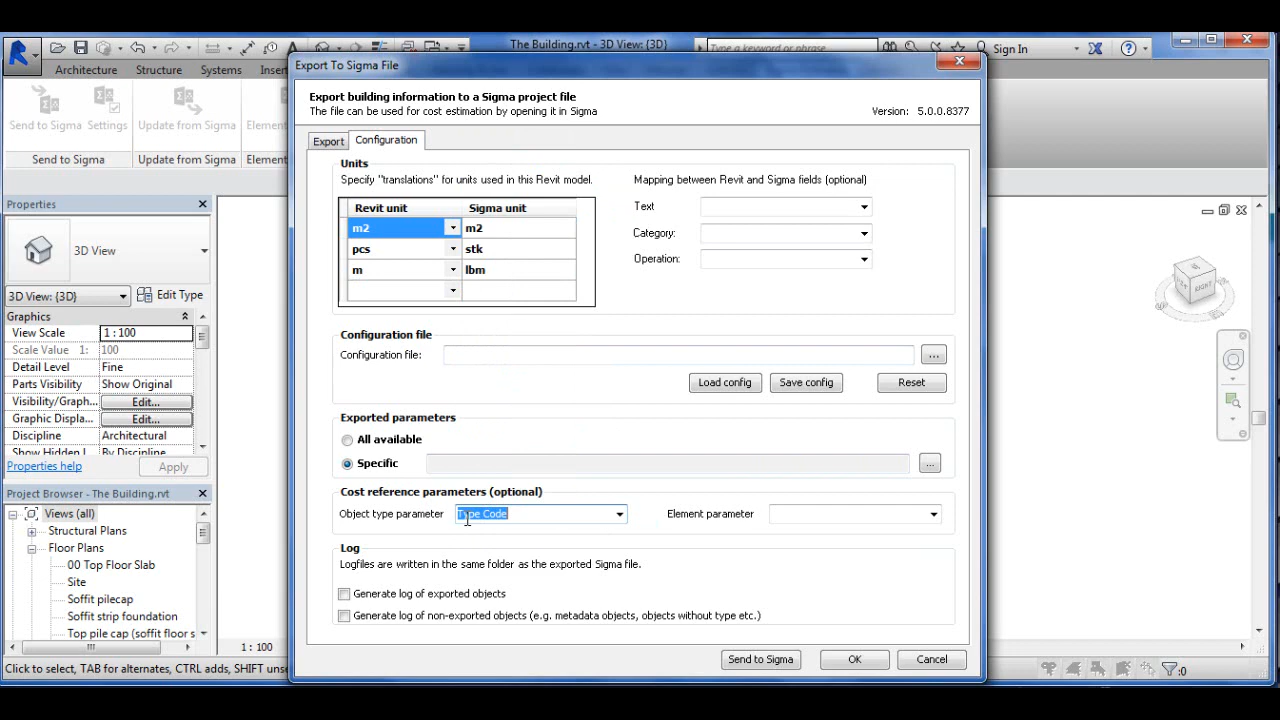 The Building.rvt - 3D View: {3D}
Type a keyword or phrase
Sign In
Architecture Structure Systems Inser
Send to Sigma Settings Update from Sigma Element
Send to Sigma Update from Sigma Ele
Properties
3D View
3D View: {3D} Edit Type
Graphics
View Scale 1 : 100
Scale Value 1: 100
Detail Level Fine
Parts Visibility Show Original
Visibility/Graph... Edit...
Graphic Displa... Edit...
Discipline Architectural
Show Hidden L By Discipline
Properties help Apply
Project Browser - The Building.rvt
Views (all)
Structural Plans
Floor Plans
00 Top Floor Slab
Site
Soffit pilecap
Soffit strip foundation
Top pile cap (soffit floor s
Click to select, TAB for alternates, CTRL adds, SHIFT unse
1 : 100
:0
RIGHT
Export To Sigma File
Export building information to a Sigma project file
The file can be used for cost estimation by opening it in Sigma
Version: 5.0.0.8377
Export Configuration
Units
Specify "translations" for units used in this Revit model.
Revit unit Sigma unit
m2 m2
pcs stk
m lbm
Mapping between Revit and Sigma fields (optional)
Text
Category:
Operation:
Configuration file
Configuration file: ...
Load config Save config Reset
Exported parameters
All available
Specific ...
Cost reference parameters (optional)
Object type parameter Type Code Element parameter
Log
Logfiles are written in the same folder as the exported Sigma file.
Generate log of exported objects
Generate log of non-exported objects (e.g. metadata objects, objects without type etc.)
Send to Sigma OK Cancel